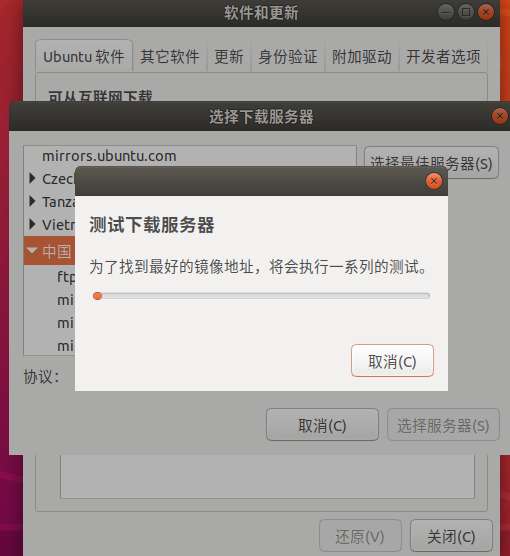 软件和更新
Ubuntu 软件 其它软件 更新 身份验证 附加驱动 开发者选项
可从互联网下载
选择下载服务器
mirrors.ubuntu.com
选择最佳服务器(S)
Czec
Tanza
Vietn
中国
ftp
mi
mi
mi
测试下载服务器
为了找到最好的镜像地址，将会执行一系列的测试。
取消(C)
协议：
取消(C) 选择服务器(S)
还原(V) 关闭(C)